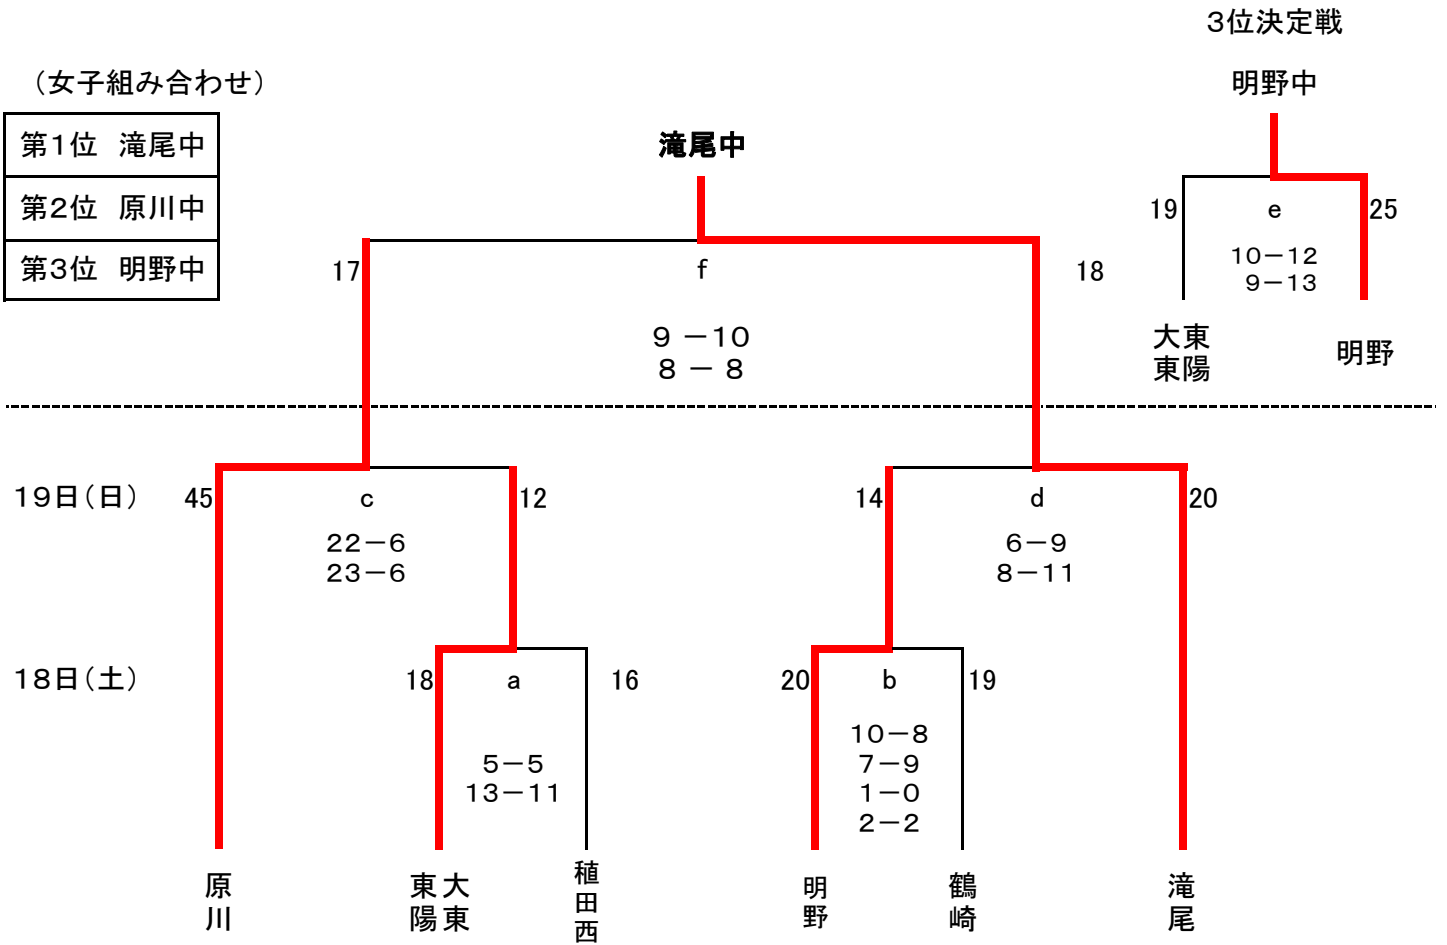 3位決定戦
（女子組み合わせ）
明野中
第1位 滝尾中
滝尾中
第2位 原川中
19 e 25
第3位 明野中
17 f 18
10－12
9－13
9 －10
8 － 8
大東
東陽
明野
19日（日）
45 c 12
14 d 20
22－6
23－6
6－9
8－11
18日（土）
18 a 16
20 b 19
5－5
13－11
10－8
7－9
1－0
2－2
原川
大東
東陽
稙田西
明野
鶴崎
滝尾